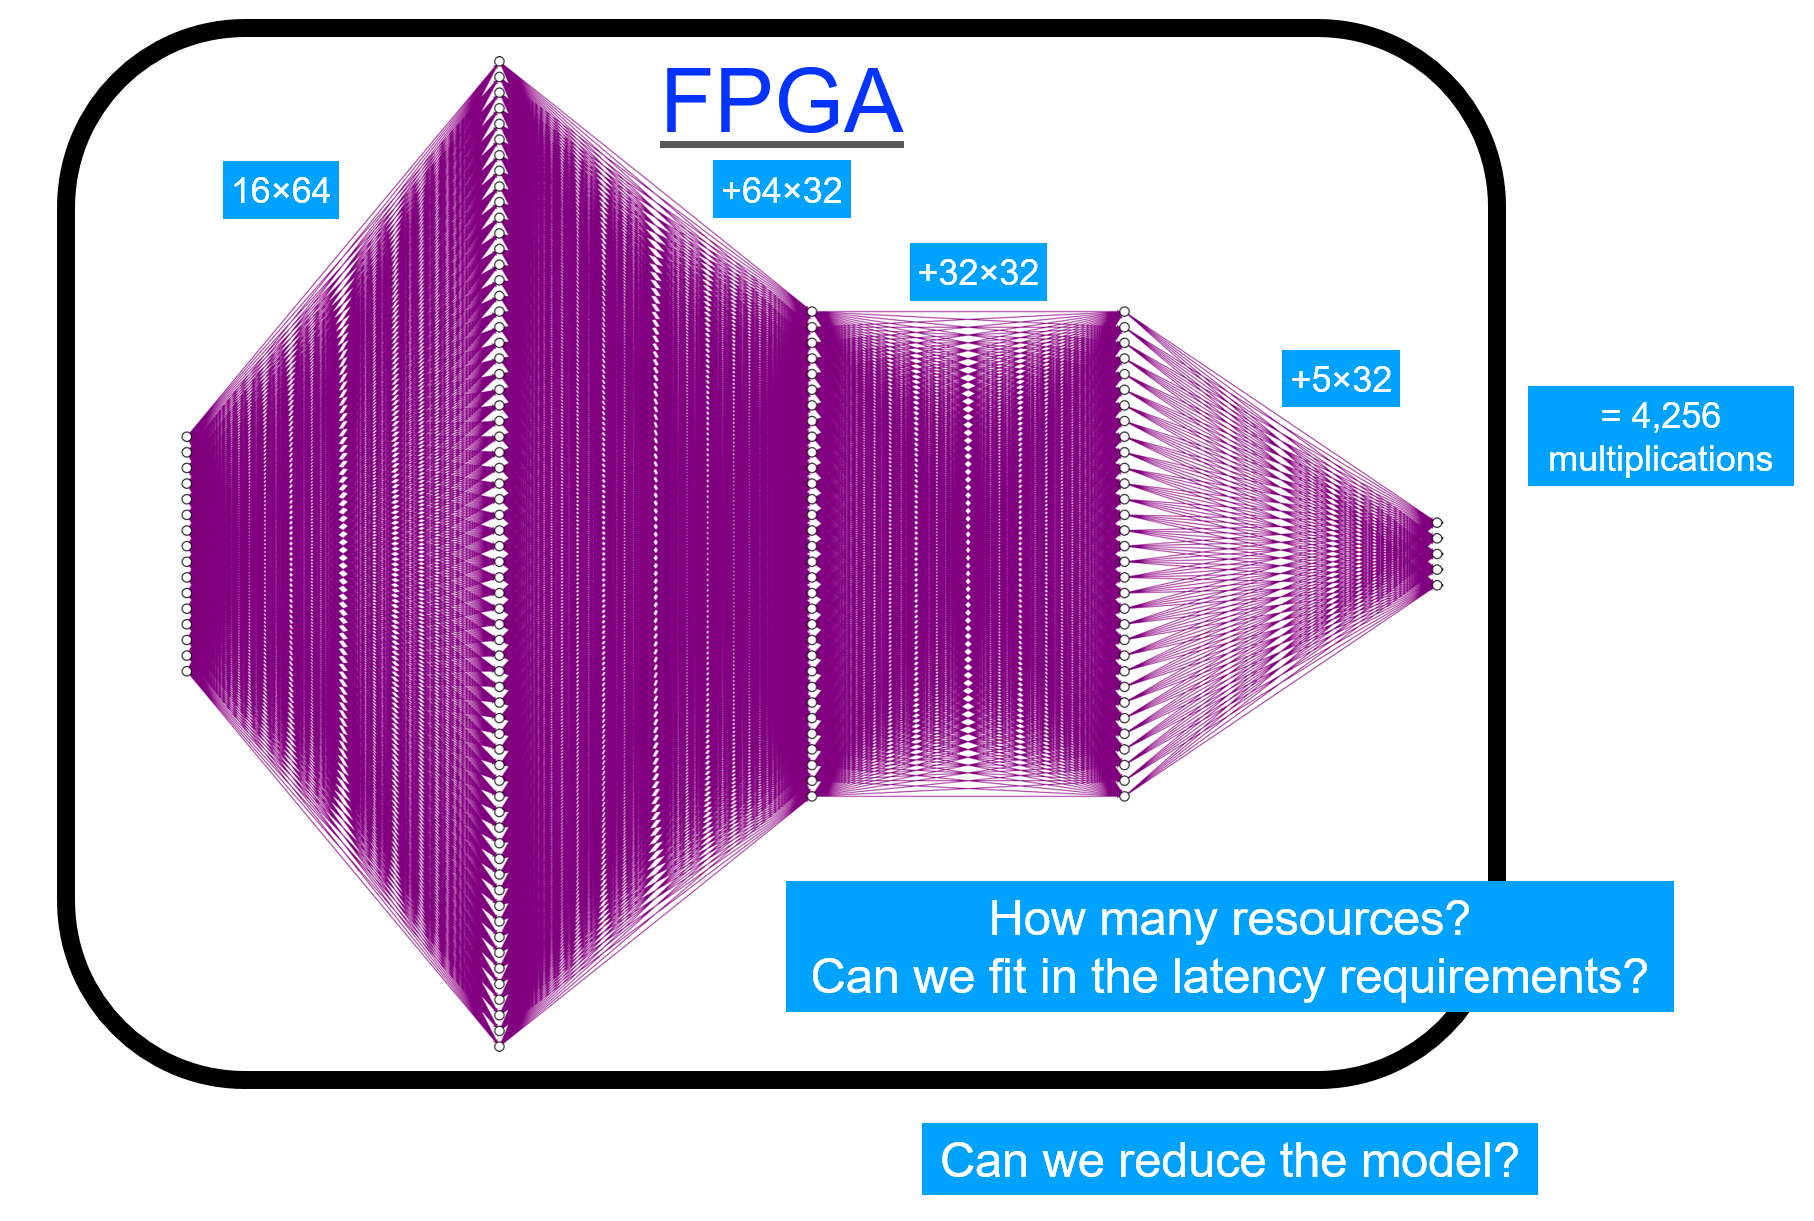 FPGA
16×64
+64×32
+32×32
+5×32
= 4,256
multiplications
How many resources?
Can we fit in the latency requirements?
Can we reduce the model?